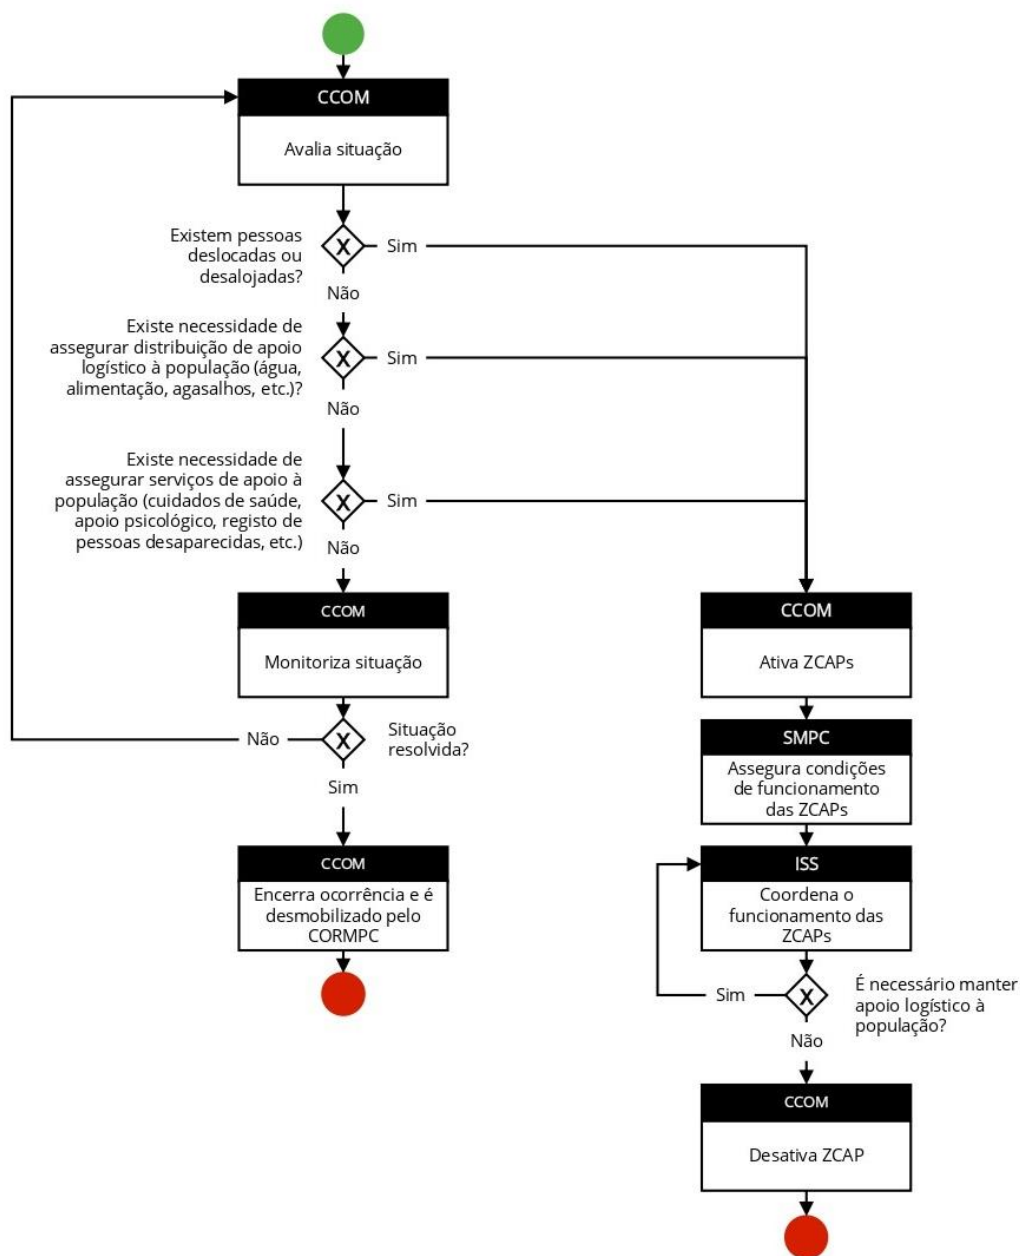 CCOM
Avalia situação
Existem pessoas
deslocadas ou
desalojadas?
Sim
Não
Existe necessidade de
assegurar distribuição de apoio
logístico à população (água,
alimentação, agasalhos, etc.)?
Sim
Não
Existe necessidade de
assegurar serviços de apoio à
população (cuidados de saúde,
apoio psicológico, registo de
pessoas desaparecidas, etc.)
Sim
Não
CCOM
Monitoriza situação
Não
Situação
resolvida?
Sim
CCOM
Encerra ocorrência e é
desmobilizado pelo
CORMPC
CCOM
Ativa ZCAPs
SMPC
Assegura condições
de funcionamento
das ZCAPs
ISS
Coordena o
funcionamento das
ZCAPs
Sim
É necessário manter
apoio logístico à
população?
Não
CCOM
Desativa ZCAP